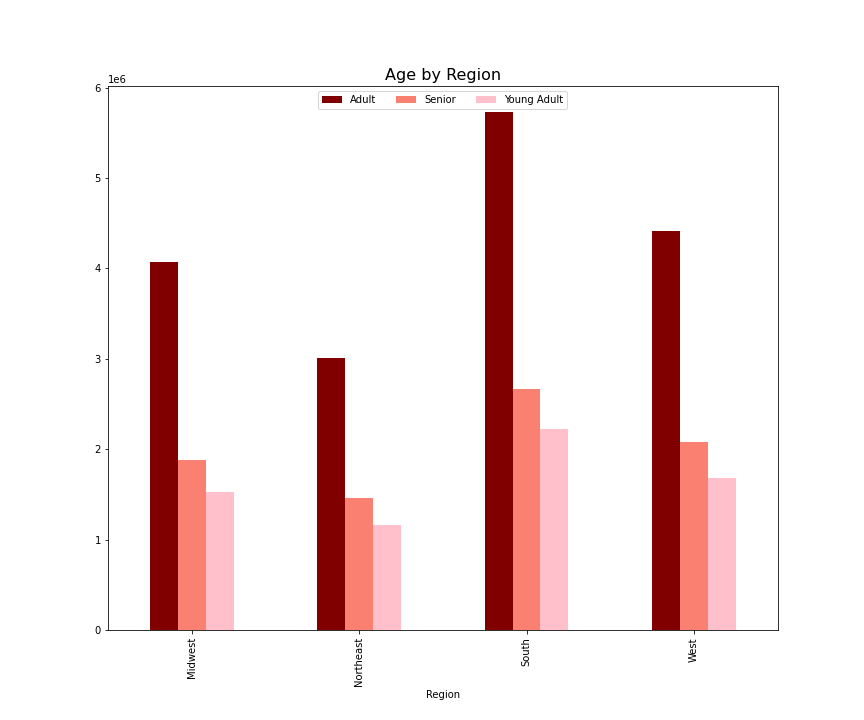 Age by Region
1e6
Adult Senior Young Adult
6
5
4
3
2
1
0
Midwest
Northeast
South
West
Region